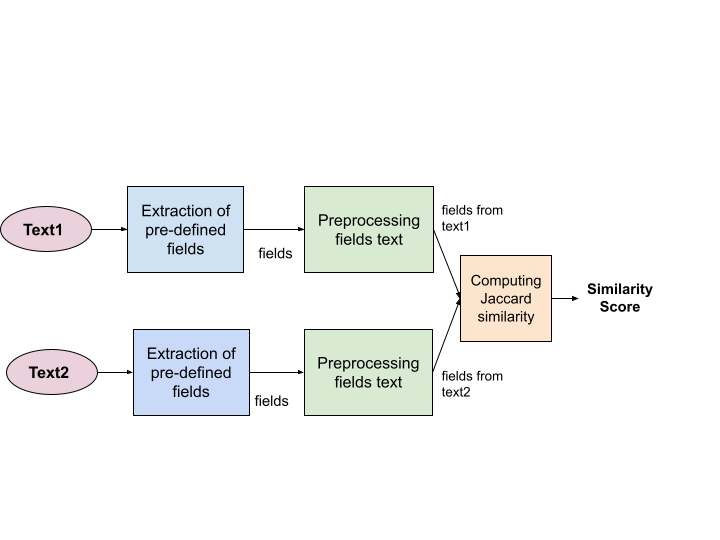 Text1
Extraction of
pre-defined
fields
fields
Preprocessing
fields text
fields from
text1
Computing
Jaccard
similarity
Similarity
Score
Text2
Extraction of
pre-defined
fields
fields
Preprocessing
fields text
fields from
text2